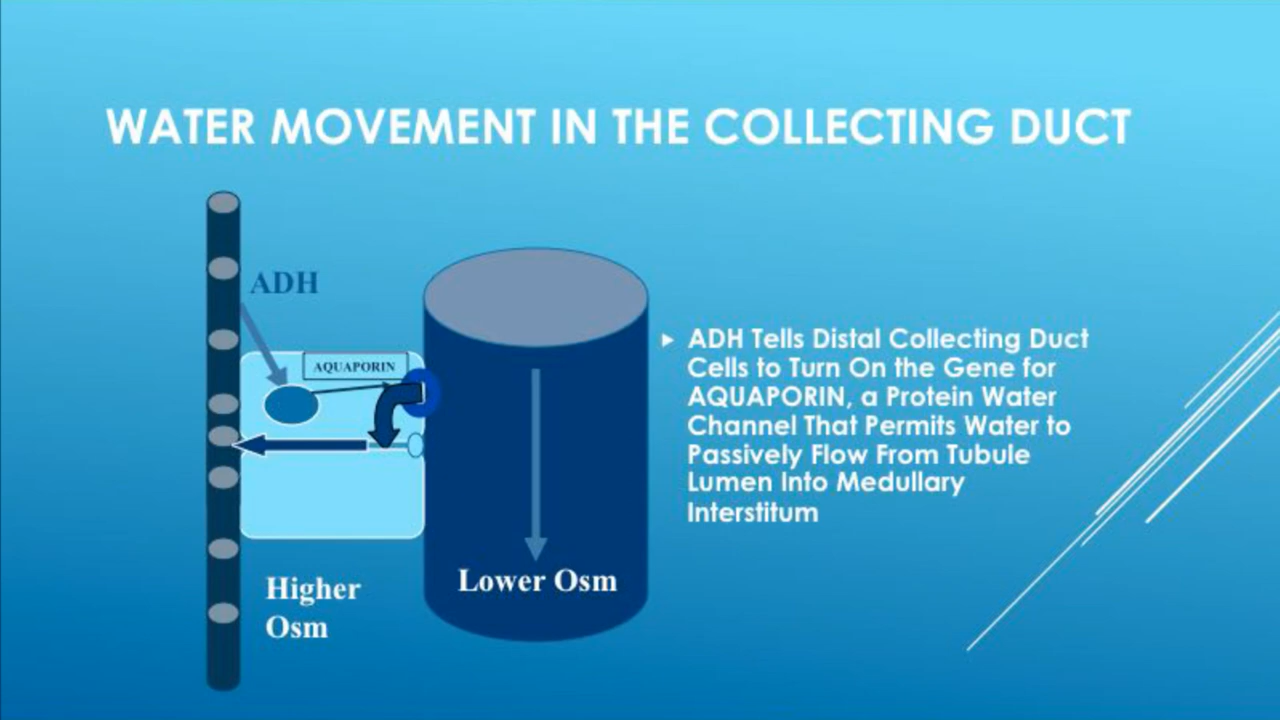 WATER MOVEMENT IN THE COLLECTING DUCT
ADH
AQUAPORIN
Higher
Osm
Lower Osm
ADH Tells Distal Collecting Duct
Cells to Turn On the Gene for
AQUAPORIN, a Protein Water
Channel That Permits Water to
Passively Flow From Tubule
Lumen Into Medullary
Interstitum